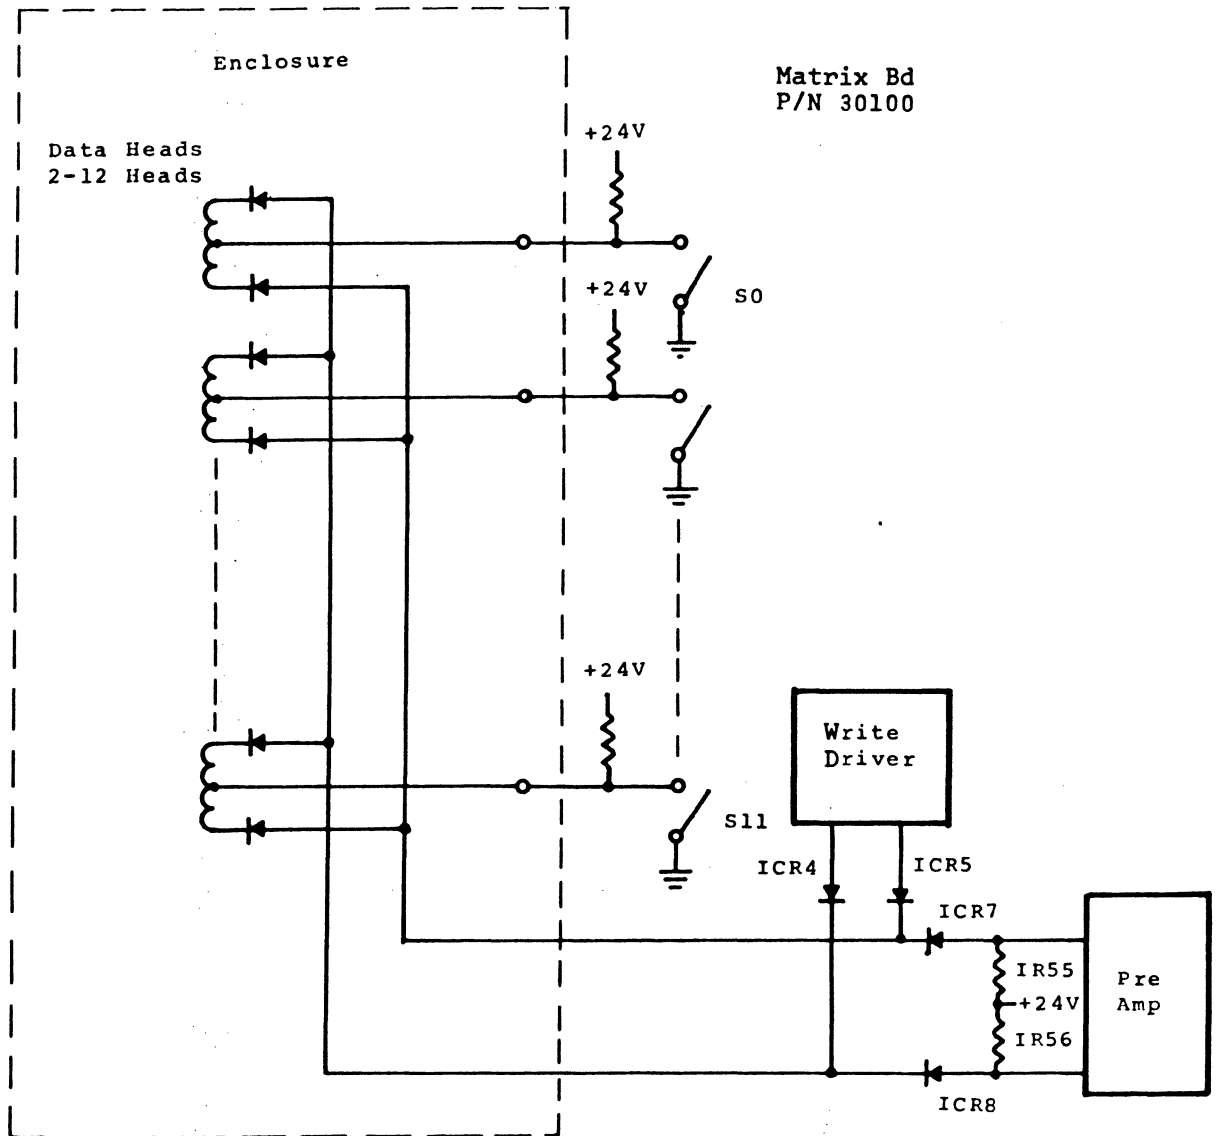 Enclosure
Matrix Bd
P/N 30100
Data Heads
2-12 Heads
+24V
S0
+24V
+24V
S11
Write
Driver
ICR4
ICR5
ICR7
IR55
+24V
IR56
ICR8
Pre
Amp